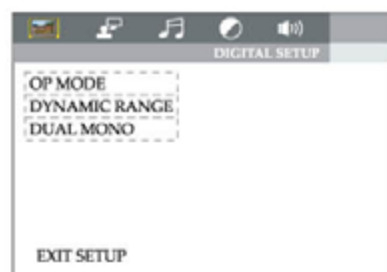 DIGITAL SETUP
OP MODE
DYNAMIC RANGE
DUAL MONO
EXIT SETUP